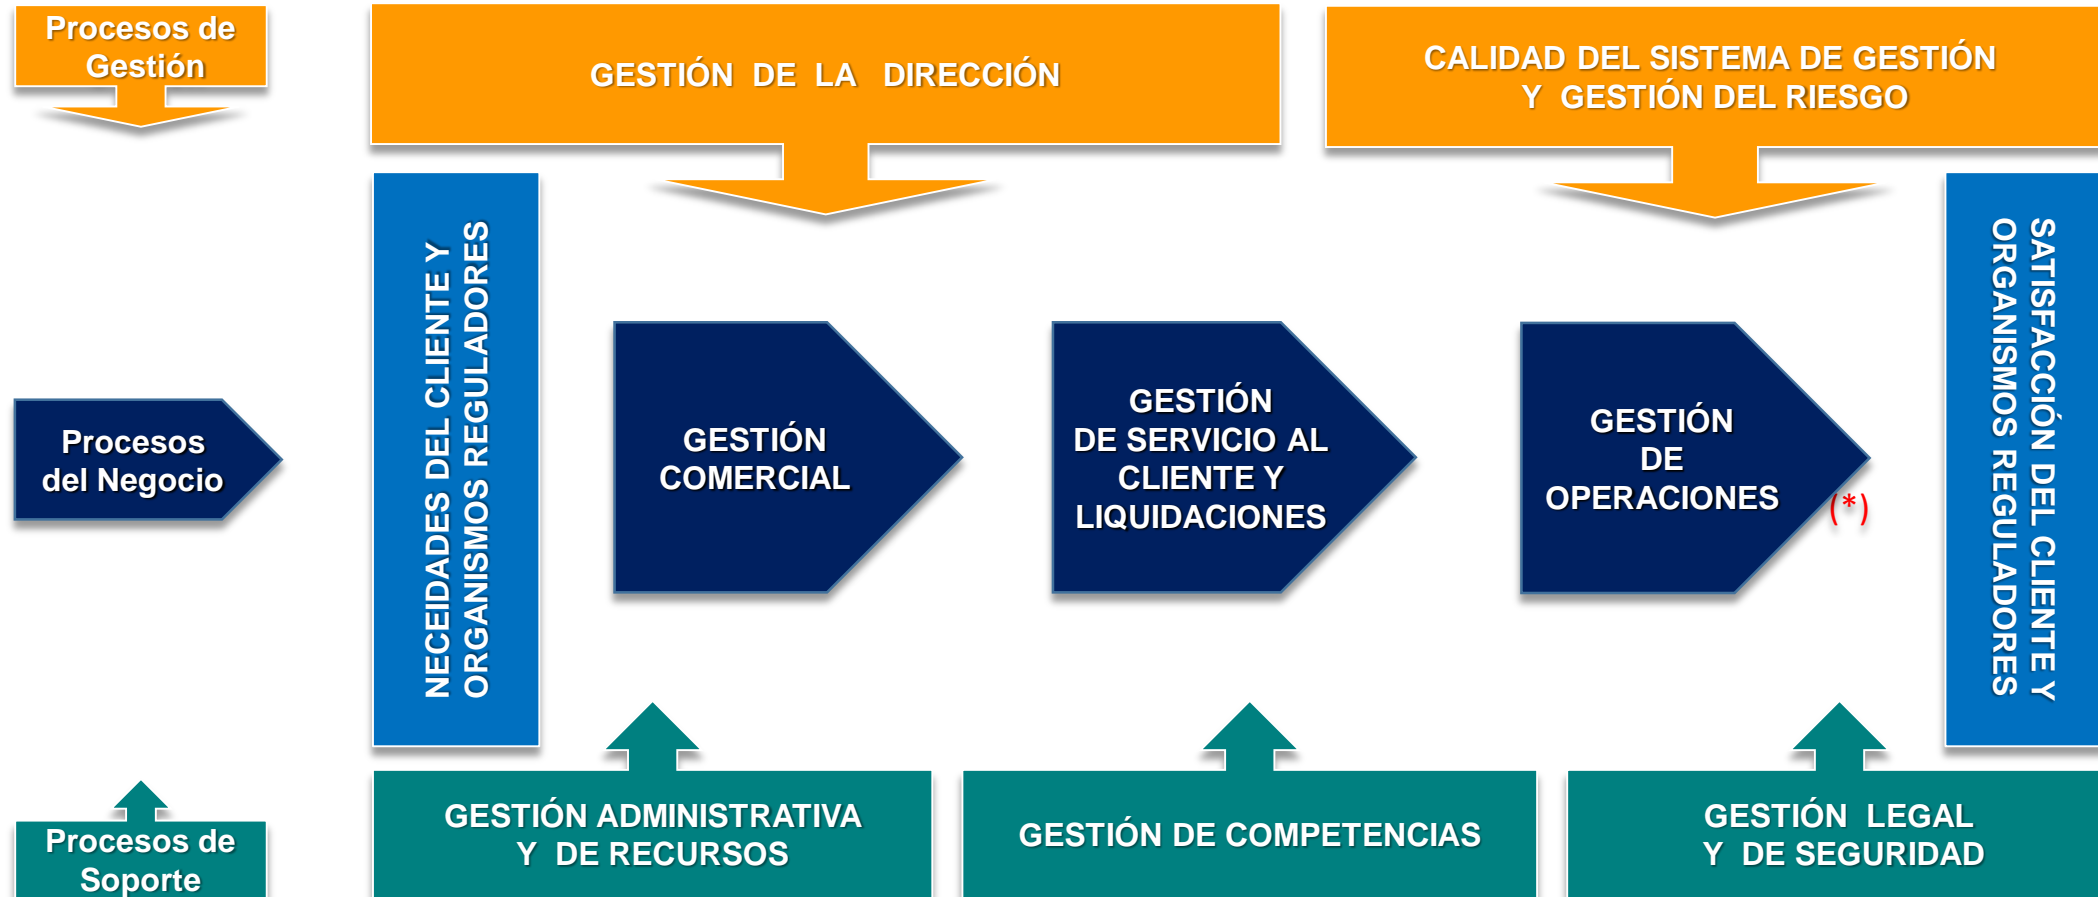 Procesos de
Gestión
GESTIÓN DE LA DIRECCIÓN
CALIDAD DEL SISTEMA DE GESTIÓN
Y GESTIÓN DEL RIESGO
Procesos
del Negocio
NECEIDADES DEL CLIENTE Y
ORGANISMOS REGULADORES
GESTIÓN
COMERCIAL
GESTIÓN
DE SERVICIO AL
CLIENTE Y
LIQUIDACIONES
GESTIÓN
DE
OPERACIONES
(*)
SATISFACCIÓN DEL CLIENTE Y
ORGANISMOS REGULADORES
Procesos de
Soporte
GESTIÓN ADMINISTRATIVA
Y DE RECURSOS
GESTIÓN DE COMPETENCIAS
GESTIÓN LEGAL
Y DE SEGURIDAD